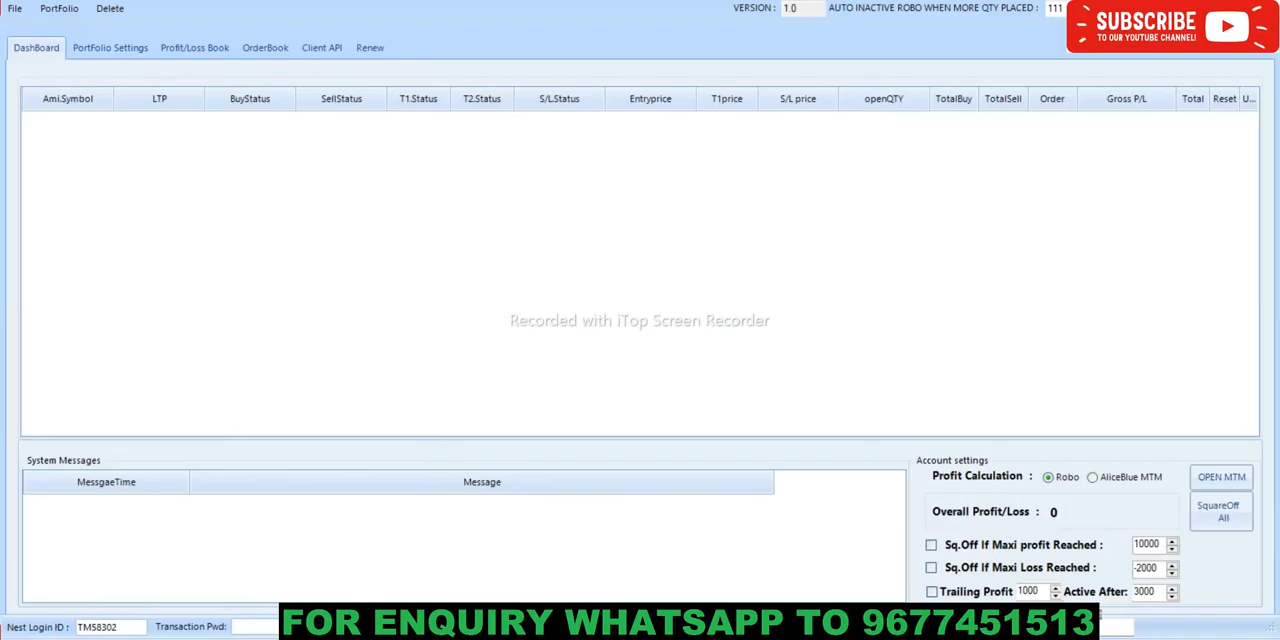 File PortFolio Delete VERSION : 1.0 AUTO INACTIVE ROBO WHEN MORE QTY PLACED : 111
SUBSCRIBE
TO OUR YOUTUBE CHANNEL!
DashBoard PortFolio Settings Profit/Loss Book OrderBook Client API Renew
Ami.Symbol LTP BuyStatus SellStatus T1.Status T2.Status S/L.Status Entryprice T1price S/L price openQTY TotalBuy TotalSell Order Gross P/L Total Reset U...
Recorded with iTop Screen Recorder
System Messages
MessgaeTime Message
Account settings
Profit Calculation : Robo AliceBlue MTM OPEN MTM
Overall Profit/Loss : 0
SquareOff
All
Sq.Off If Maxi profit Reached : 10000
Sq.Off If Maxi Loss Reached : -2000
Trailing Profit 1000 Active After: 3000
Nest Login ID : TMS8302 Transaction Pwd:
FOR ENQUIRY WHATSAPP TO 9677451513